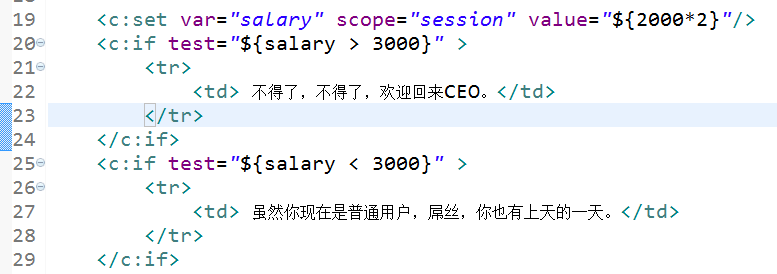 19 <c:set var="salary" scope="session" value="${2000*2}"/>
20 <c:if test="${salary > 3000}" >
21 <tr>
22 <td> 不得了，不得了，欢迎回来CEO。</td>
23 </tr>
24 </c:if>
25 <c:if test="${salary < 3000}" >
26 <tr>
27 <td> 虽然你现在是普通用户，屌丝，你也有上天的一天。</td>
28 </tr>
29 </c:if>